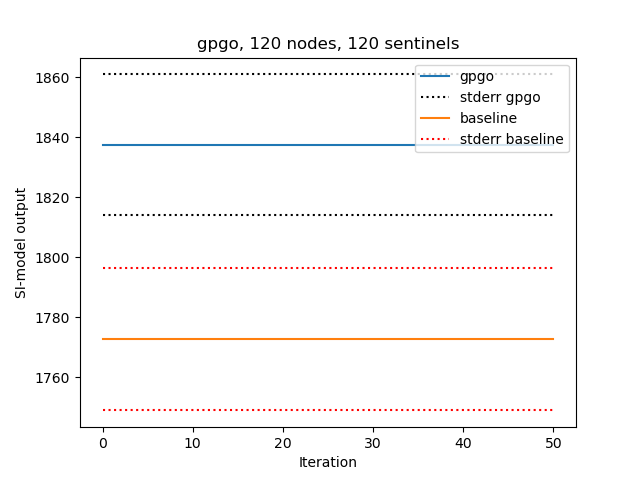 gpgo, 120 nodes, 120 sentinels
1860
1840
1820
1800
1780
1760
SI-model output
gpgo
stderr gpgo
baseline
stderr baseline
0 10 20 30 40 50
Iteration